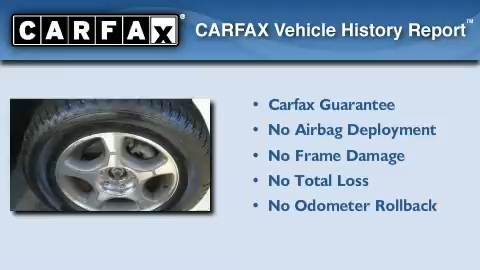 CARFAX CARFAX Vehicle History Report™
• Carfax Guarantee
• No Airbag Deployment
• No Frame Damage
• No Total Loss
• No Odometer Rollback